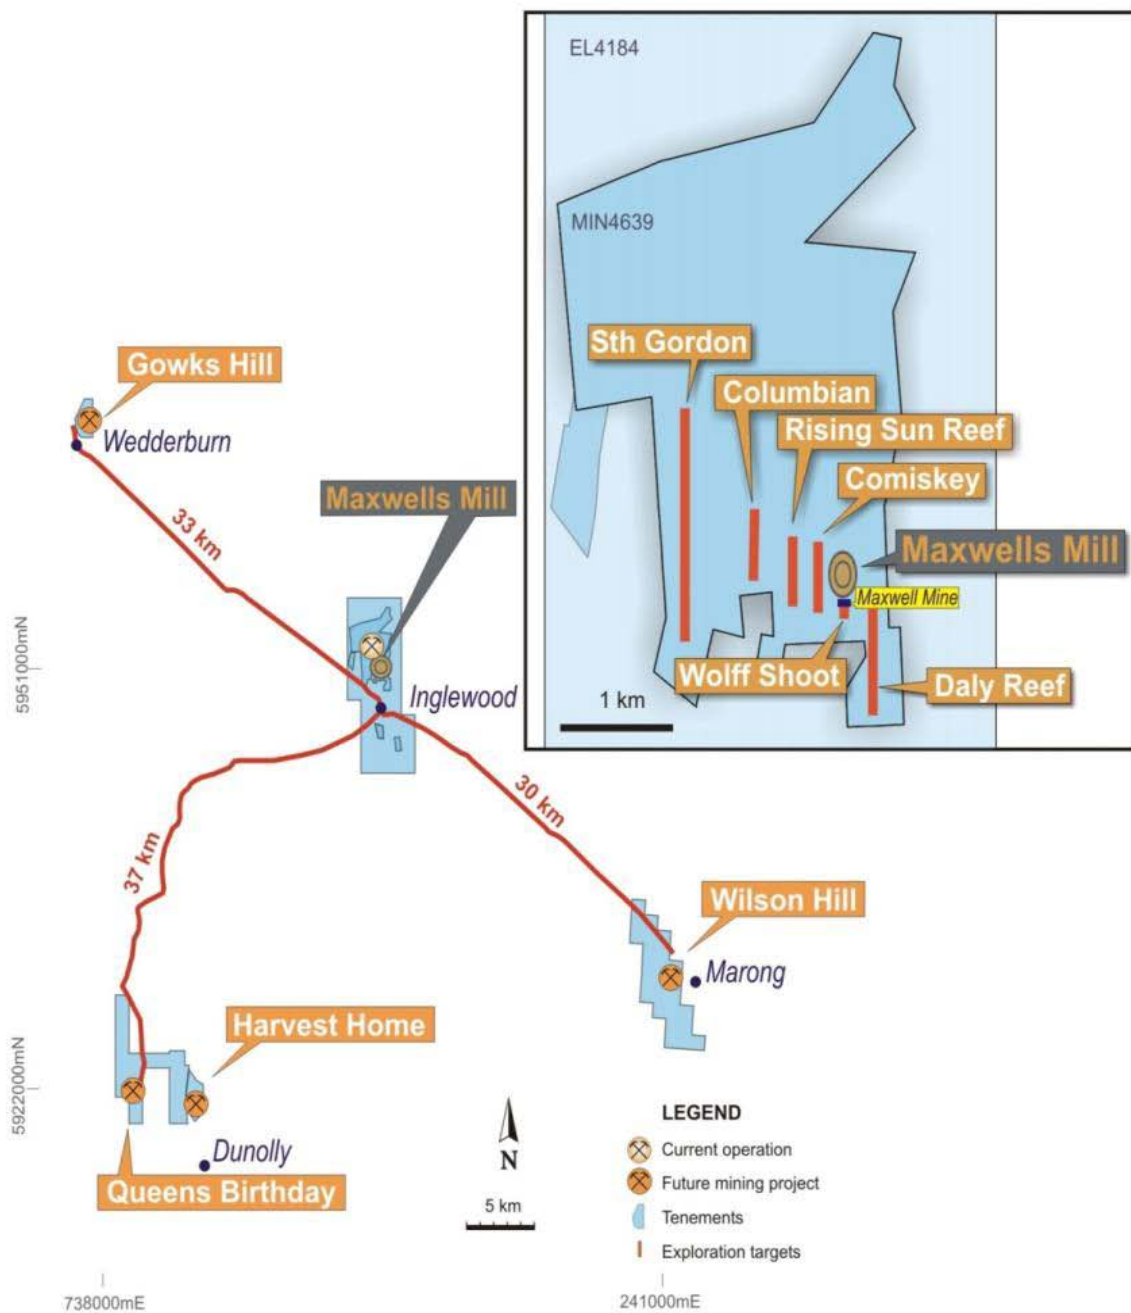 EL4184
MIN4639
Sth Gordon
Columbian
Rising Sun Reef
Comiskey
Maxwells Mill
Maxwell Mine
Wolff Shoot
Daly Reef
1 km
Gowks Hill
Wedderburn
33 km
Maxwells Mill
5951000mN
Inglewood
30 km
37 km
Wilson Hill
Marong
Harvest Home
5922000mN
Dunolly
Queens Birthday
N
5 km
LEGEND
Current operation
Future mining project
Tenements
Exploration targets
738000mE
241000mE